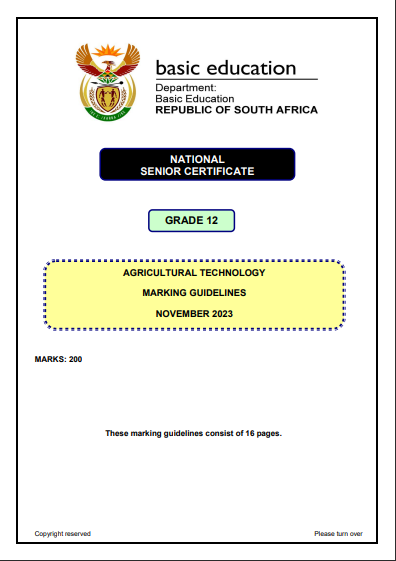 basic education
Department:
Basic Education
REPUBLIC OF SOUTH AFRICA
NATIONAL
SENIOR CERTIFICATE
GRADE 12
AGRICULTURAL TECHNOLOGY
MARKING GUIDELINES
NOVEMBER 2023
MARKS: 200
These marking guidelines consist of 16 pages.
Copyright reserved
Please turn over